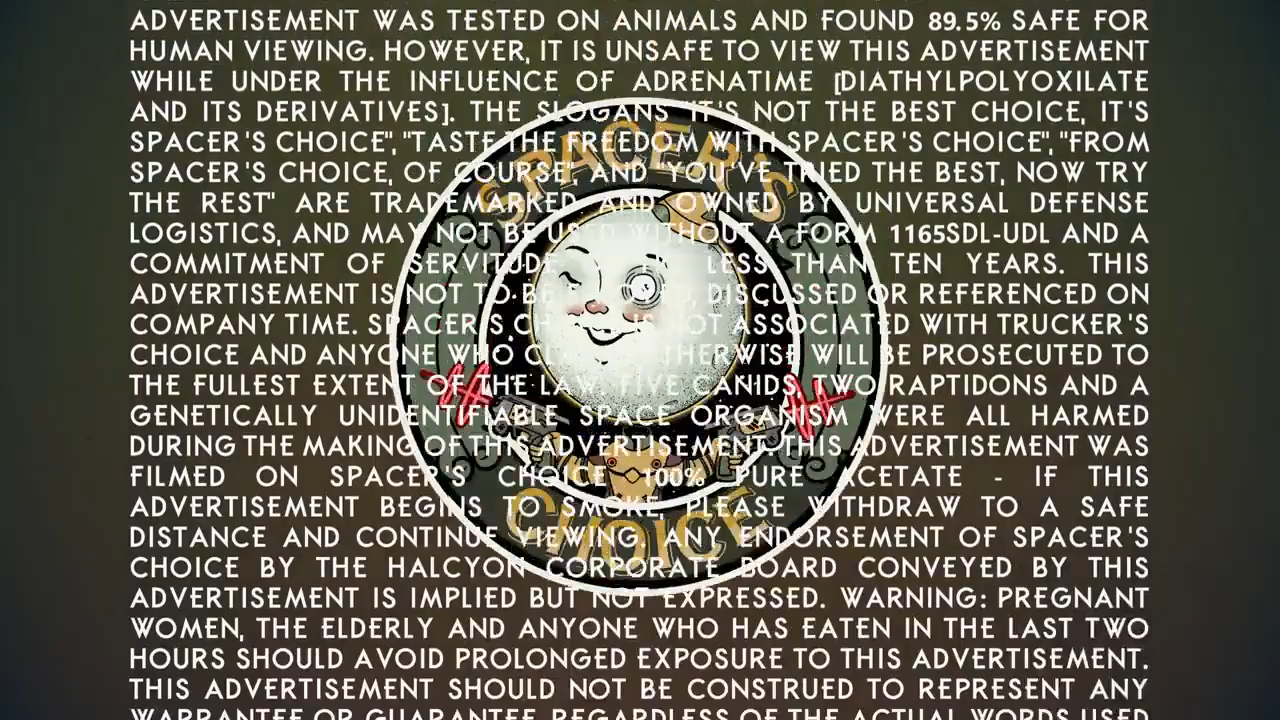 ADVERTISEMENT WAS TESTED ON ANIMALS AND FOUND 89.5% SAFE FOR
HUMAN VIEWING. HOWEVER, IT IS UNSAFE TO VIEW THIS ADVERTISEMENT
WHILE UNDER THE INFLUENCE OF ADRENATIME [DIATHYLPOLYOXILATE
AND ITS DERIVATIVES]. THE SLOGANS "IT'S NOT THE BEST CHOICE, IT'S
SPACER'S CHOICE", "TASTE THE FREEDOM WITH SPACER'S CHOICE", "FROM
SPACER'S CHOICE, OF COURSE", AND "YOU'VE TRIED THE BEST, NOW TRY
THE REST" ARE TRADEMARKED AND OWNED BY UNIVERSAL DEFENSE
LOGISTICS, AND MAY NOT BE USED WITHOUT A FORM 1165SDL-UDL AND A
COMMITMENT OF SERVITUDE LESS THAN TEN YEARS. THIS
ADVERTISEMENT IS NOT TO BE DISCUSSED OR REFERENCED ON
COMPANY TIME. SPACER'S IS NOT ASSOCIATED WITH TRUCKER'S
CHOICE AND ANYONE WHO OTHERWISE WILL BE PROSECUTED TO
THE FULLEST EXTENT OF THE LAW. FIVE CANIDS, TWO RAPTIDONS AND A
GENETICALLY UNIDENTIFIABLE SPACE ORGANISM WERE ALL HARMED
DURING THE MAKING OF THIS ADVERTISEMENT. THIS ADVERTISEMENT WAS
FILMED ON SPACER'S CHOICE 100% PURE ACETATE - IF THIS
ADVERTISEMENT BEGINS TO SMOKE, PLEASE WITHDRAW TO A SAFE
DISTANCE AND CONTINUE VIEWING. ANY ENDORSEMENT OF SPACER'S
CHOICE BY THE HALCYON CORPORATE BOARD CONVEYED BY THIS
ADVERTISEMENT IS IMPLIED BUT NOT EXPRESSED. WARNING: PREGNANT
WOMEN, THE ELDERLY AND ANYONE WHO HAS EATEN IN THE LAST TWO
HOURS SHOULD AVOID PROLONGED EXPOSURE TO THIS ADVERTISEMENT.
THIS ADVERTISEMENT SHOULD NOT BE CONSTRUED TO REPRESENT ANY
WARRANTEE OR GUARANTEE, REGARDLESS OF THE ACTUAL WORDS USED
SPACER'S
CHOICE